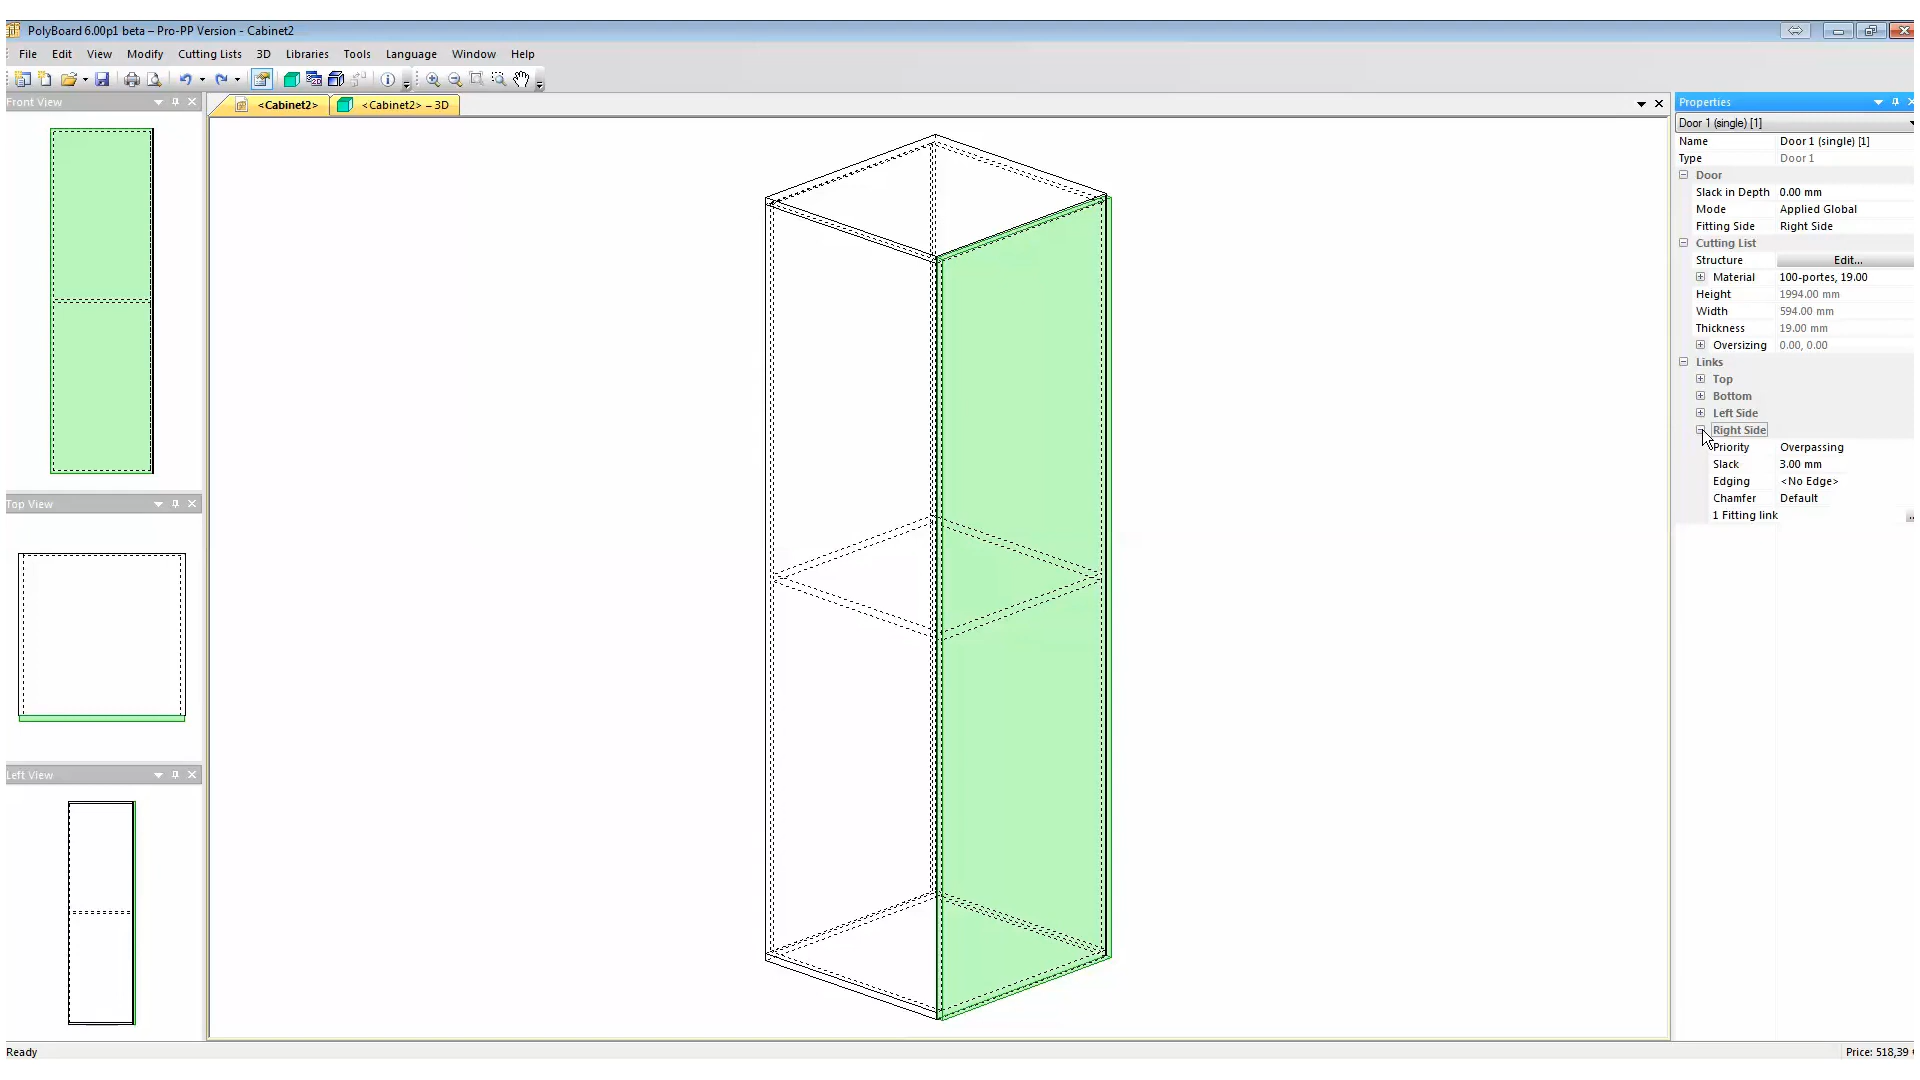 PolyBoard 6.00p1 beta – Pro-PP Version - Cabinet2
File Edit View Modify Cutting Lists 3D Libraries Tools Language Window Help
Front View
<Cabinet2> <Cabinet2> – 3D
Properties
Door 1 (single) [1]
Name Door 1 (single) [1]
Type Door 1
Door
Slack in Depth 0.00 mm
Mode Applied Global
Fitting Side Right Side
Cutting List
Structure Edit...
Material 100-portes, 19.00
Height 1994.00 mm
Width 594.00 mm
Thickness 19.00 mm
Oversizing 0.00, 0.00
Links
Top
Bottom
Left Side
Right Side
Priority Overpassing
Slack 3.00 mm
Edging <No Edge>
Chamfer Default
1 Fitting link
Top View
Left View
Ready
Price: 518,39